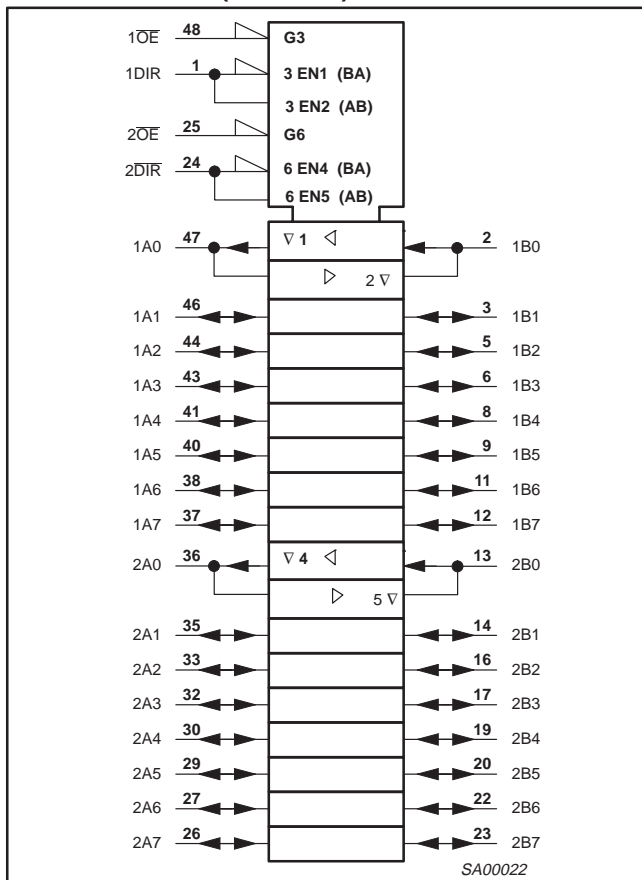 1O̅E̅ 48 G3
1DIR 1 3 EN1 (BA)
3 EN2 (AB)
2O̅E̅ 25 G6
2D̅I̅R̅ 24 6 EN4 (BA)
6 EN5 (AB)
1A0 47 ∇ 1 ◁ 2 1B0
▷ 2 ∇
1A1 46 3 1B1
1A2 44 5 1B2
1A3 43 6 1B3
1A4 41 8 1B4
1A5 40 9 1B5
1A6 38 11 1B6
1A7 37 12 1B7
2A0 36 ∇ 4 ◁ 13 2B0
▷ 5 ∇
2A1 35 14 2B1
2A2 33 16 2B2
2A3 32 17 2B3
2A4 30 19 2B4
2A5 29 20 2B5
2A6 27 22 2B6
2A7 26 23 2B7
SA00022